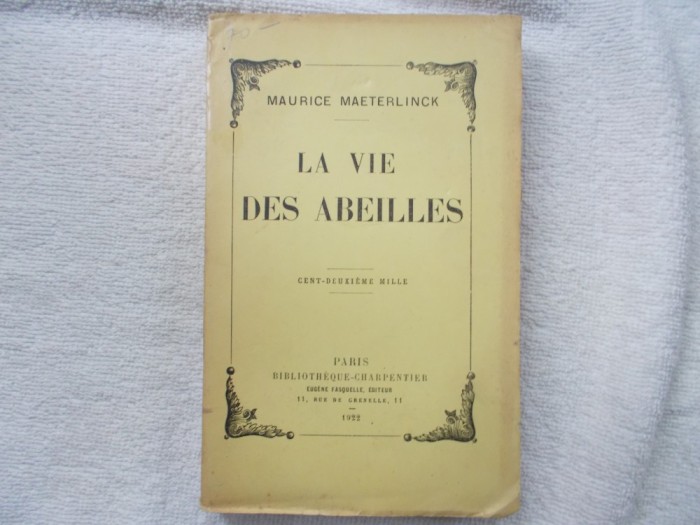 MAURICE MAETERLINCK
LA VIE
DES ABEILLES
CENT-DEUXIÈME MILLE
PARIS
BIBLIOTHÈQUE-CHARPENTIER
EUGÈNE FASQUELLE, EDITEUR
11, RUE DE GRENELLE, 11
1922